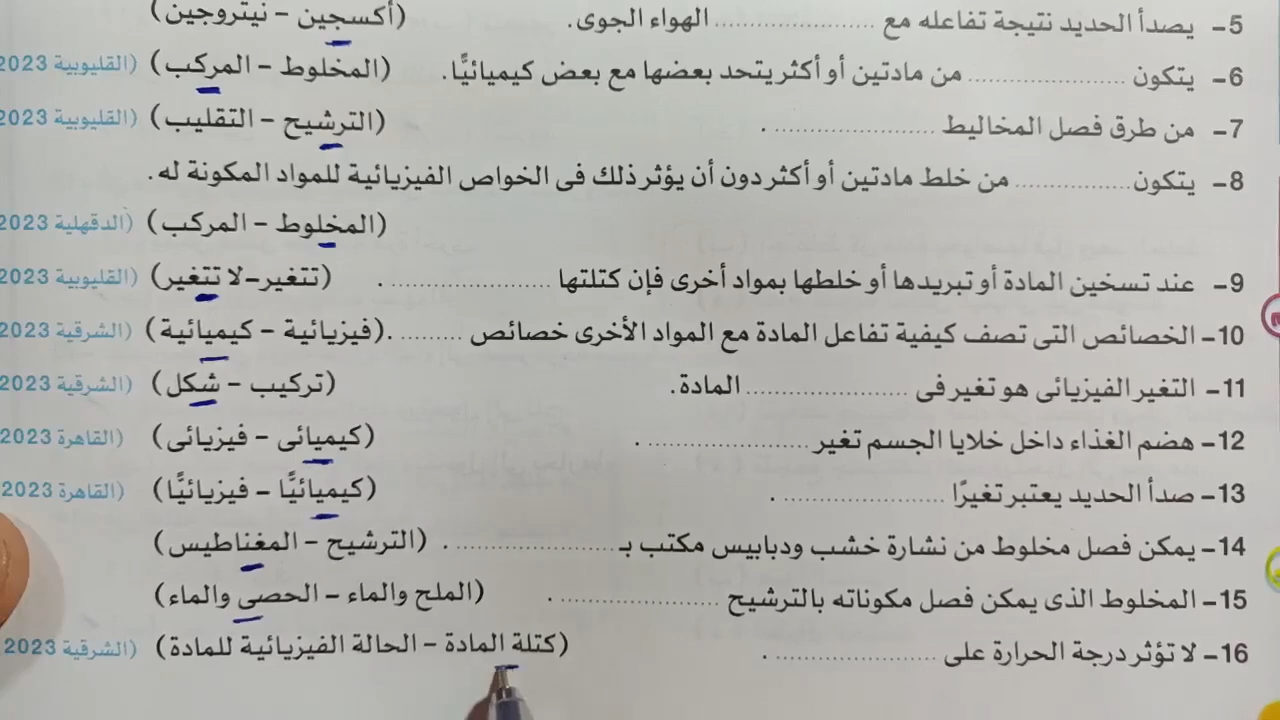 5- يصدأ الحديد نتيجة تفاعله مع .................... الهواء الجوى. (أكسجين - نيتروجين)
6- يتكون .................... من مادتين أو أكثر يتحد بعضها مع بعض كيميائيًّا. (المخلوط - المركب) (القليوبية 2023
7- من طرق فصل المخاليط .................... . (الترشيح - التقليب) (القليوبية 2023
8- يتكون .................... من خلط مادتين أو أكثر دون أن يؤثر ذلك فى الخواص الفيزيائية للمواد المكونة له.
(المخلوط - المركب) (الدقهلية 2023
9- عند تسخين المادة أو تبريدها أو خلطها بمواد أخرى فإن كتلتها .................... . (تتغير - لا تتغير) (القليوبية 2023
10- الخصائص التى تصف كيفية تفاعل المادة مع المواد الأخرى خصائص ......... . (فيزيائية - كيميائية) (الشرقية 2023
11- التغير الفيزيائى هو تغير فى .................... المادة. (تركيب - شكل) (الشرقية 2023
12- هضم الغذاء داخل خلايا الجسم تغير .................... . (كيميائى - فيزيائى) (القاهرة 2023
13- صدأ الحديد يعتبر تغيرًا .................... . (كيميائيًّا - فيزيائيًّا) (القاهرة 2023
14- يمكن فصل مخلوط من نشارة خشب ودبابيس مكتب بـ .................... . (الترشيح - المغناطيس)
15- المخلوط الذى يمكن فصل مكوناته بالترشيح .................... . (الملح والماء - الحصى والماء)
16- لا تؤثر درجة الحرارة على .................... . (كتلة المادة - الحالة الفيزيائية للمادة) (الشرقية 2023